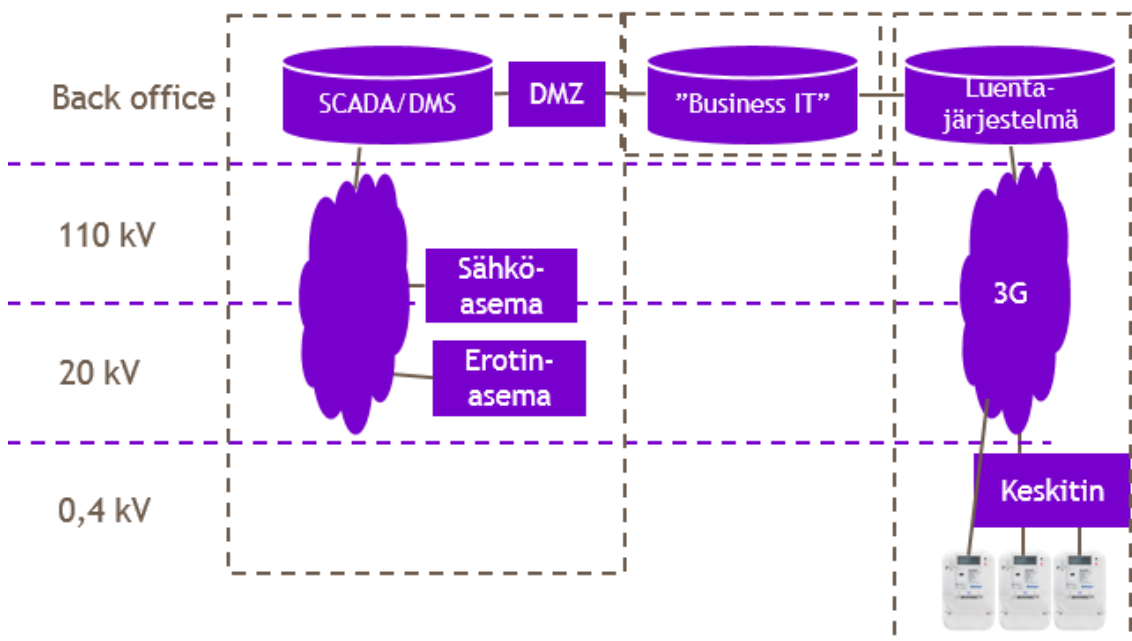 Back office
SCADA/DMS
DMZ
”Business IT”
Luenta-
järjestelmä
110 kV
Sähkö-
asema
3G
20 kV
Erotin-
asema
0,4 kV
Keskitin